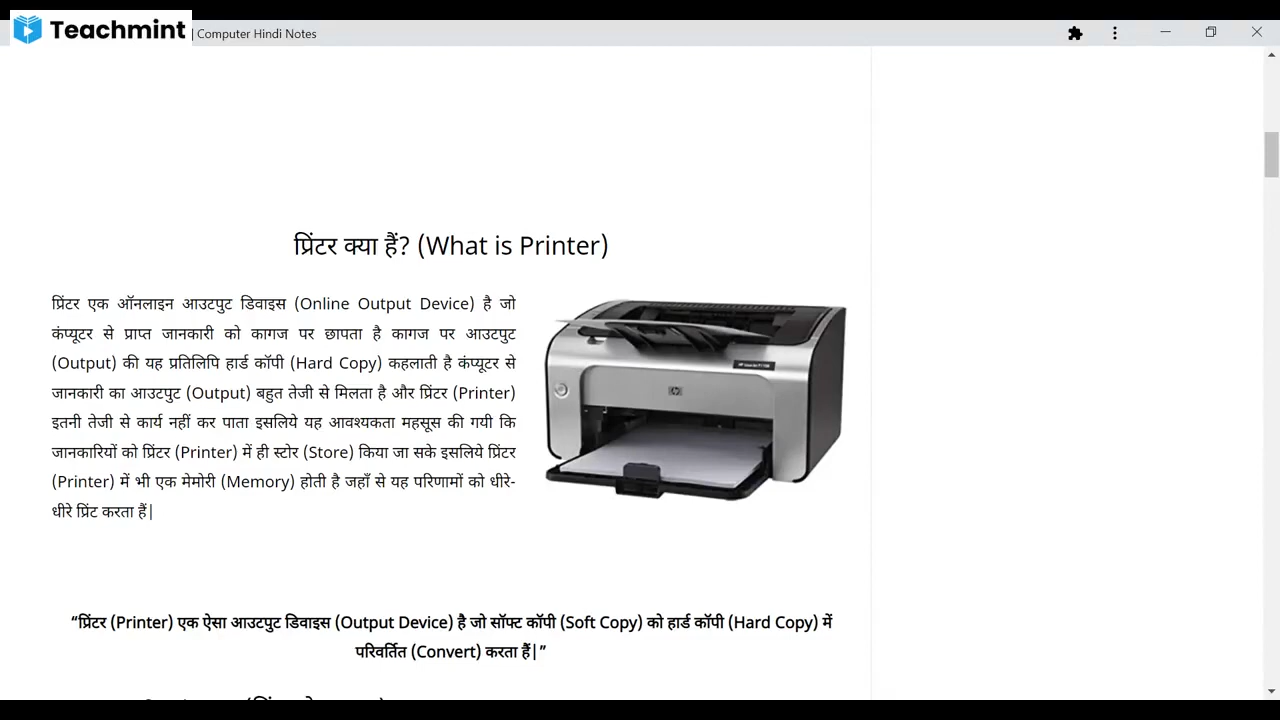 Teachmint
| Computer Hindi Notes
प्रिंटर क्या हैं? (What is Printer)
प्रिंटर एक ऑनलाइन आउटपुट डिवाइस (Online Output Device) है जो
कंप्यूटर से प्राप्त जानकारी को कागज पर छापता है कागज पर आउटपुट
(Output) की यह प्रतिलिपि हार्ड कॉपी (Hard Copy) कहलाती है कंप्यूटर से
जानकारी का आउटपुट (Output) बहुत तेजी से मिलता है और प्रिंटर (Printer)
इतनी तेजी से कार्य नहीं कर पाता इसलिये यह आवश्यकता महसूस की गयी कि
जानकारियों को प्रिंटर (Printer) में ही स्टोर (Store) किया जा सके इसलिये प्रिंटर
(Printer) में भी एक मेमोरी (Memory) होती है जहाँ से यह परिणामों को धीरे-
धीरे प्रिंट करता हैं|
hp
“प्रिंटर (Printer) एक ऐसा आउटपुट डिवाइस (Output Device) है जो सॉफ्ट कॉपी (Soft Copy) को हार्ड कॉपी (Hard Copy) में
परिवर्तित (Convert) करता हैं|”